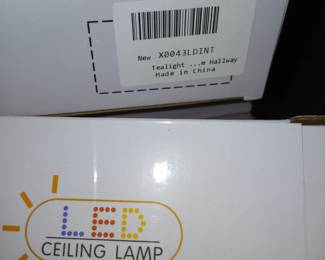 New X0043LDINT
Tealight ...m Hallway
Made in China
LED
CEILING LAMP